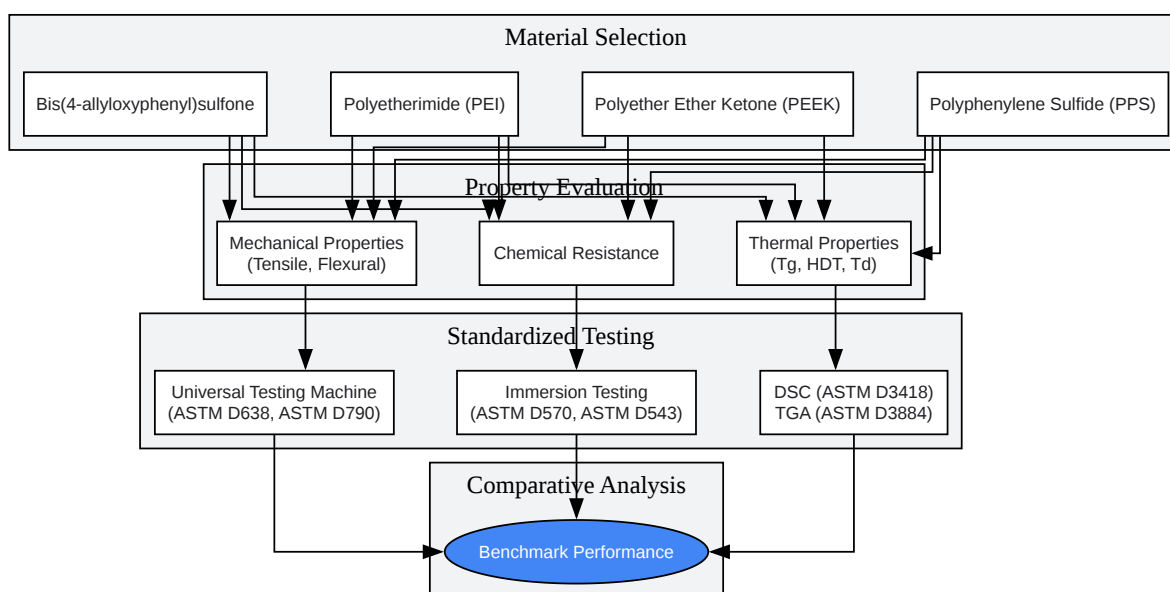 Material Selection
Bis(4-allyloxyphenyl)sulfone
Polyetherimide (PEI)
Polyether Ether Ketone (PEEK)
Polyphenylene Sulfide (PPS)
Property Evaluation
Mechanical Properties
(Tensile, Flexural)
Chemical Resistance
Thermal Properties
(Tg, HDT, Td)
Standardized Testing
Universal Testing Machine
(ASTM D638, ASTM D790)
Immersion Testing
(ASTM D570, ASTM D543)
DSC (ASTM D3418)
TGA (ASTM D3884)
Comparative Analysis
Benchmark Performance